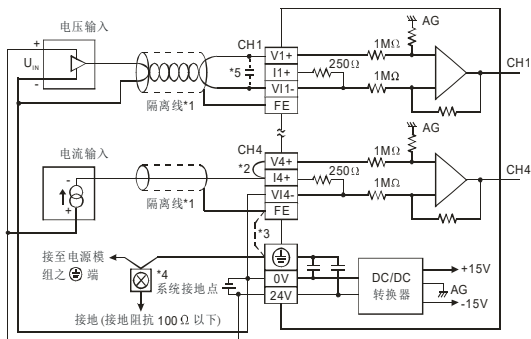 电压输入
+
UIN
-
隔离线*1
CH1
*5
V1+
I1+
VI1-
FE
250Ω
1MΩ
1MΩ
AG
CH1
电流输入
-
+
隔离线*1
CH4
*2
V4+
I4+
VI4-
FE
250Ω
1MΩ
1MΩ
AG
CH4
*3
接至电源模
组之 端
*4
系统接地点
接地(接地阻抗 100Ω 以下)
0V
24V
DC/DC
转换器
+15V
AG
-15V